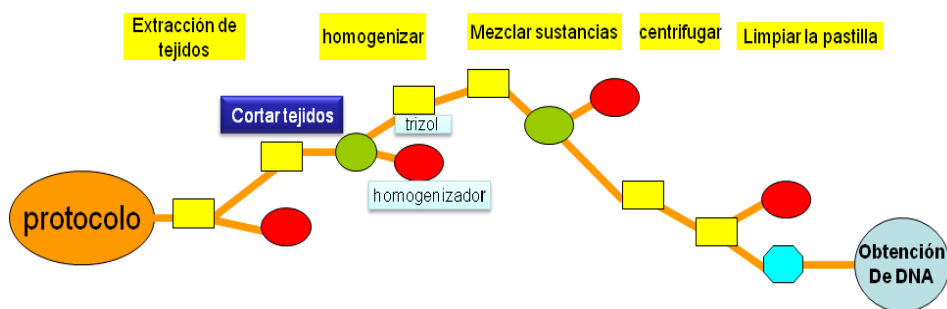 Extracción de
tejidos
homogenizar
Mezclar sustancias
centrifugar
Limpiar la pastilla
Cortar tejidos
trizol
homogenizador
protocolo
Obtención
De DNA